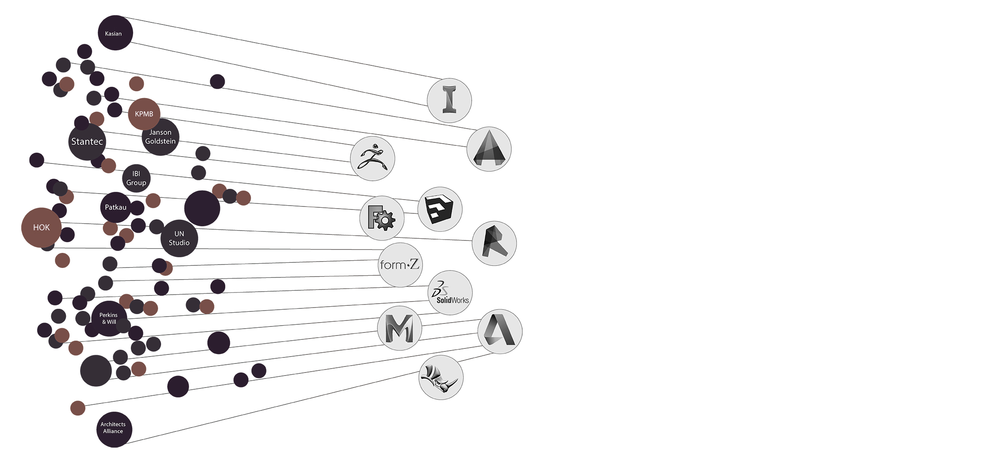 Kasian
KPMB
Janson
Goldstein
Stantec
IBI
Group
Patkau
HOK
UN
Studio
form·Z
SolidWorks
Perkins
& Will
Architects
Alliance